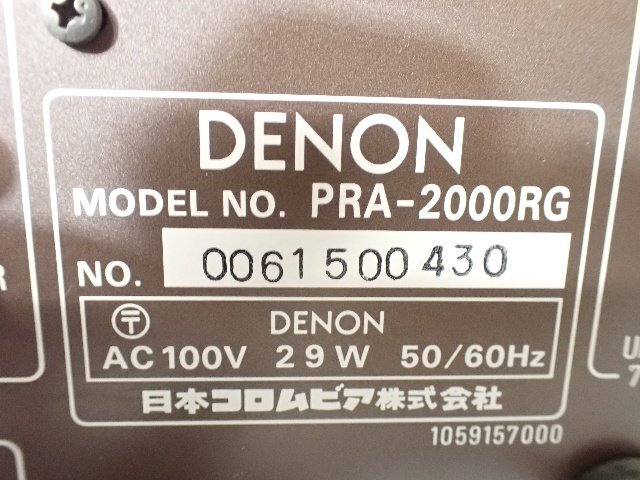 DENON
MODEL NO. PRA-2000RG
NO. 0061500430
〶 DENON
AC 100V 29W 50/60Hz
日本コロムビア株式会社
1059157000
R
U
7